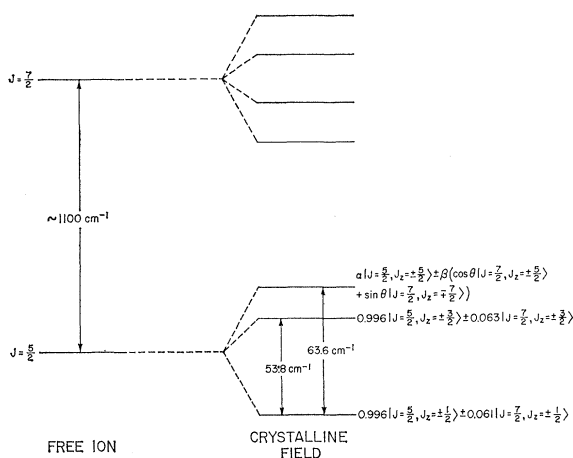 J = 7/2
~1100 cm⁻¹
α|J = 5/2, J_z = ± 5/2⟩ ± β(cos θ|J = 7/2, J_z = ± 5/2⟩
+ sin θ|J = 7/2, J_z = ∓ 7/2⟩)
0.996|J = 5/2, J_z = ± 3/2⟩ ± 0.063|J = 7/2, J_z = ± 3/2⟩
J = 5/2
63.6 cm⁻¹
53.8 cm⁻¹
0.996|J = 5/2, J_z = ± 1/2⟩ ± 0.061|J = 7/2, J_z = ± 1/2⟩
FREE ION
CRYSTALLINE
FIELD